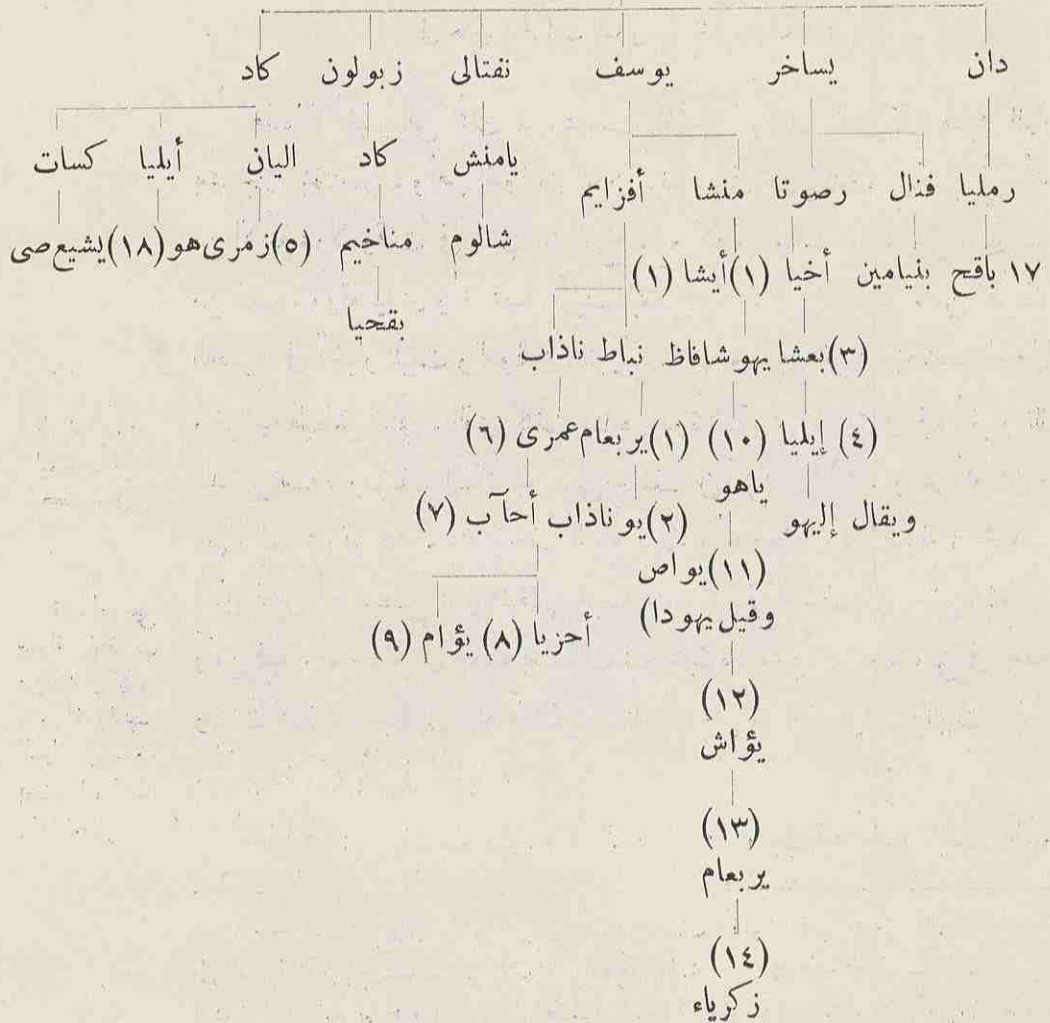 دان يساخر يوسف نفتالى زبولون كاد
رمليا فنال رصوتا منشا أفزايم يامنش كاد اليان أيليا كسات
١٧ باقح بنيامين أخيا (١) أيشا (١) شالوم مناخيم (٥) زمرى هو (١٨) يشيع صى
(٣) بعشا يهوشافاظ نباط ناذاب بقحيا
(٤) إيليا (١٠) (١) يربعام عمرى (٦)
ياهو
ويقال إليهو (٢) يوناذاب أحآب (٧)
(١١) يواص
وقيل يهودا) أحزيا (٨) يؤام (٩)
(١٢)
يؤاش
(١٣)
يربعام
(١٤)
زكرياء